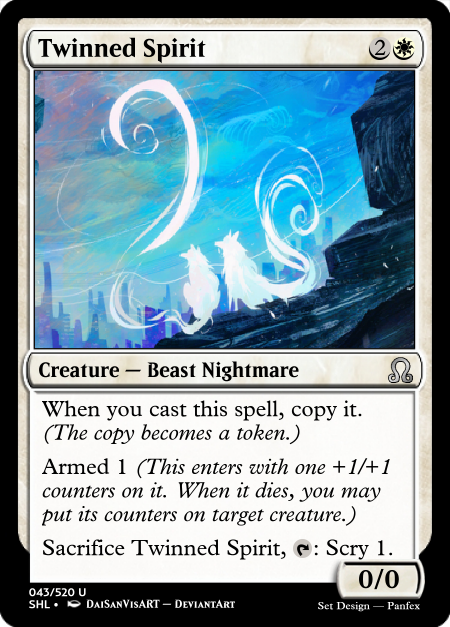 Twinned Spirit 2
Creature — Beast Nightmare
When you cast this spell, copy it.
(The copy becomes a token.)
Armed 1 (This enters with one +1/+1
counters on it. When it dies, you may
put its counters on target creature.)
Sacrifice Twinned Spirit, : Scry 1.
0/0
043/520 U
SHL • DaiSanVisART — DeviantArt
Set Design — Panfex